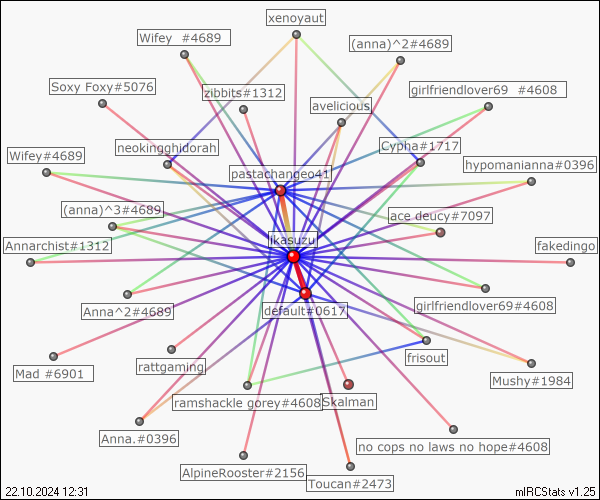 xenoyaut
Wifey  #4689
(anna)^2#4689
Soxy Foxy#5076
zibbits#1312
girlfriendlover69  #4608
avelicious
neokingghidorah
Cypha#1717
Wifey#4689
hypomanianna#0396
pastachangeo41
(anna)^3#4689
ace deucy#7097
Annarchist#1312
jkasuzu
fakedingo
Anna^2#4689
default#0617
girlfriendlover69#4608
rattgaming
frisout
Mad #6901
Mushy#1984
ramshackle gorey#4608
Skalman
Anna.#0396
no cops no laws no hope#4608
AlpineRooster#2156
Toucan#2473
22.10.2024 12:31
mIRCStats v1.25